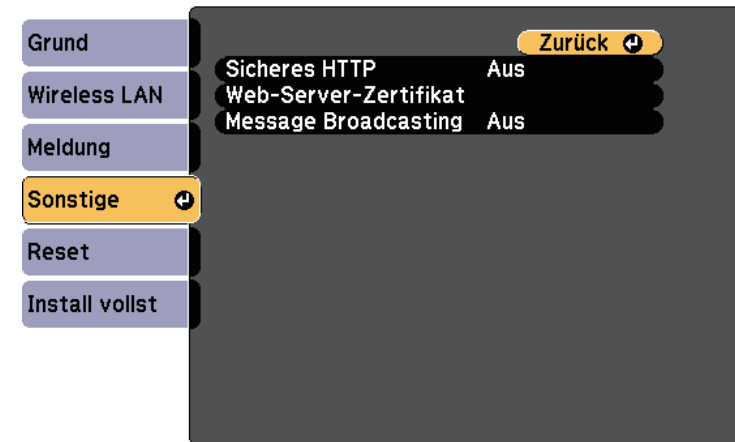 Grund
Wireless LAN
Meldung
Sonstige
Reset
Install vollst
Zurück
Sicheres HTTP Aus
Web-Server-Zertifikat
Message Broadcasting Aus